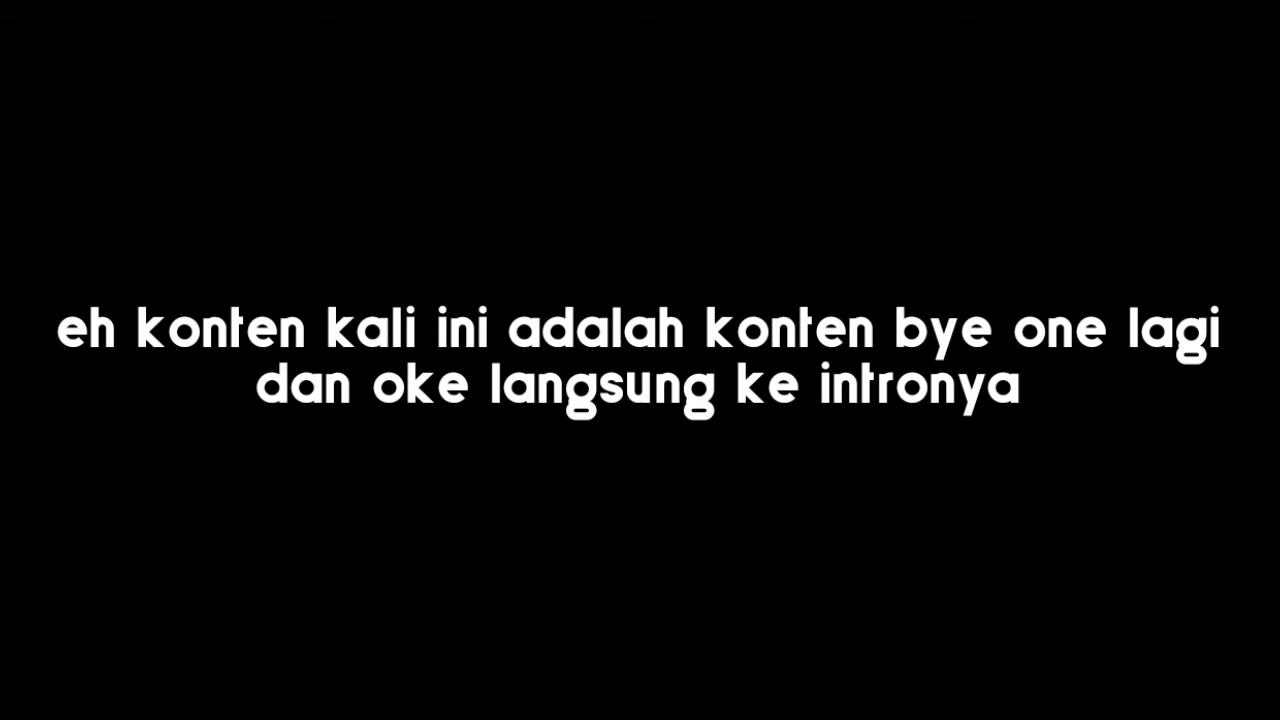 eh konten kali ini adalah konten bye one lagi
dan oke langsung ke intronya